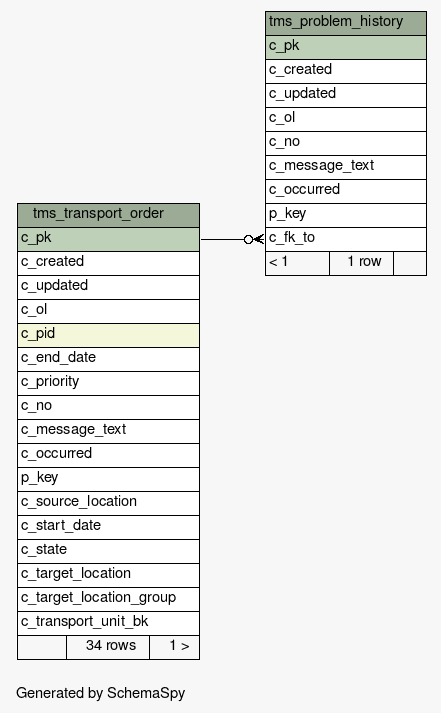 tms_problem_history
c_pk
c_created
c_updated
c_ol
c_no
c_message_text
c_occurred
p_key
c_fk_to
< 1 1 row
tms_transport_order
c_pk
c_created
c_updated
c_ol
c_pid
c_end_date
c_priority
c_no
c_message_text
c_occurred
p_key
c_source_location
c_start_date
c_state
c_target_location
c_target_location_group
c_transport_unit_bk
34 rows 1 >
Generated by SchemaSpy